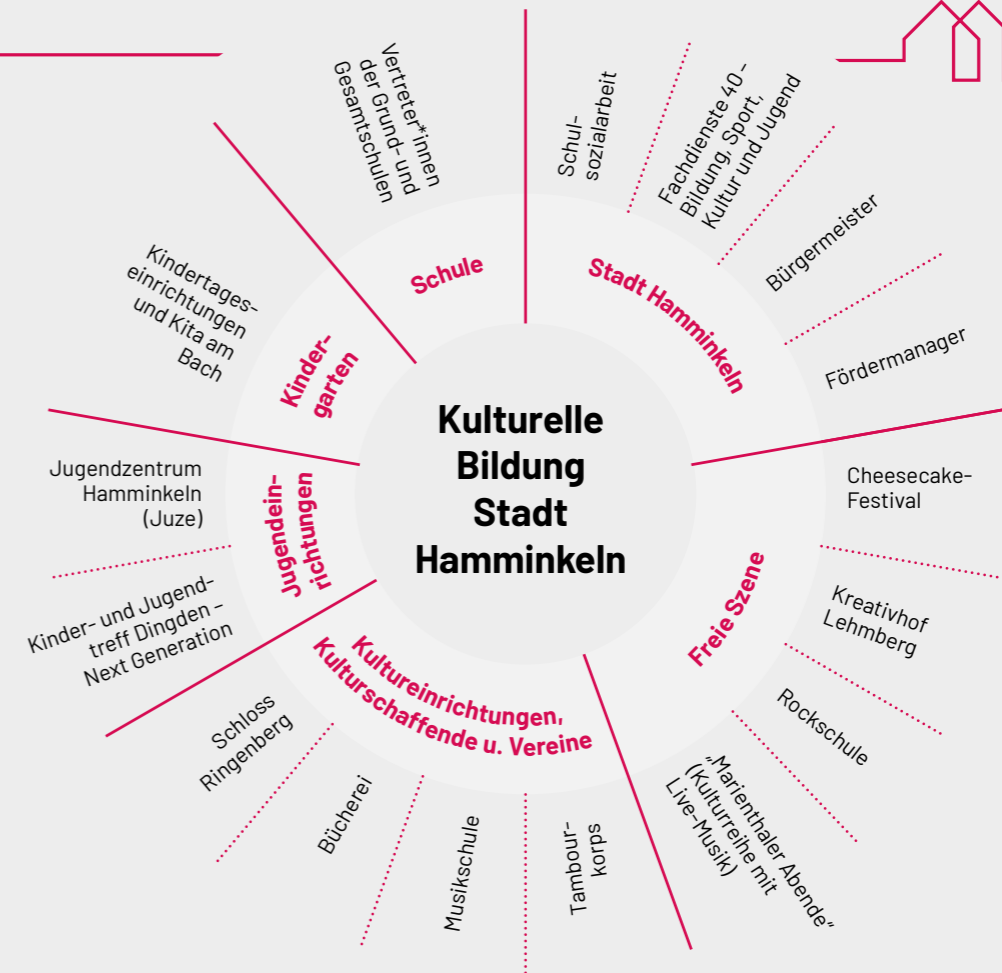 Kulturelle
Bildung
Stadt
Hamminkeln
Stadt Hamminkeln
Schul-
sozialarbeit
Fachdienste 40 –
Bildung, Sport,
Kultur und Jugend
Bürgermeister
Fördermanager
Freie Szene
Cheesecake-
Festival
Kreativhof
Lehmberg
Rockschule
„Marienthaler Abende“
(Kulturreihe mit
Live-Musik)
Kultureinrichtungen,
Kulturschaffende u. Vereine
Tambour-
korps
Musikschule
Bücherei
Schloss
Ringenberg
Jugendein-
richtungen
Kinder- und Jugend-
treff Dingden –
Next Generation
Jugendzentrum
Hamminkeln
(Juze)
Kinder-
garten
Kindertages-
einrichtungen
und Kita am
Bach
Schule
Vertreter*innen
der Grund- und
Gesamtschulen